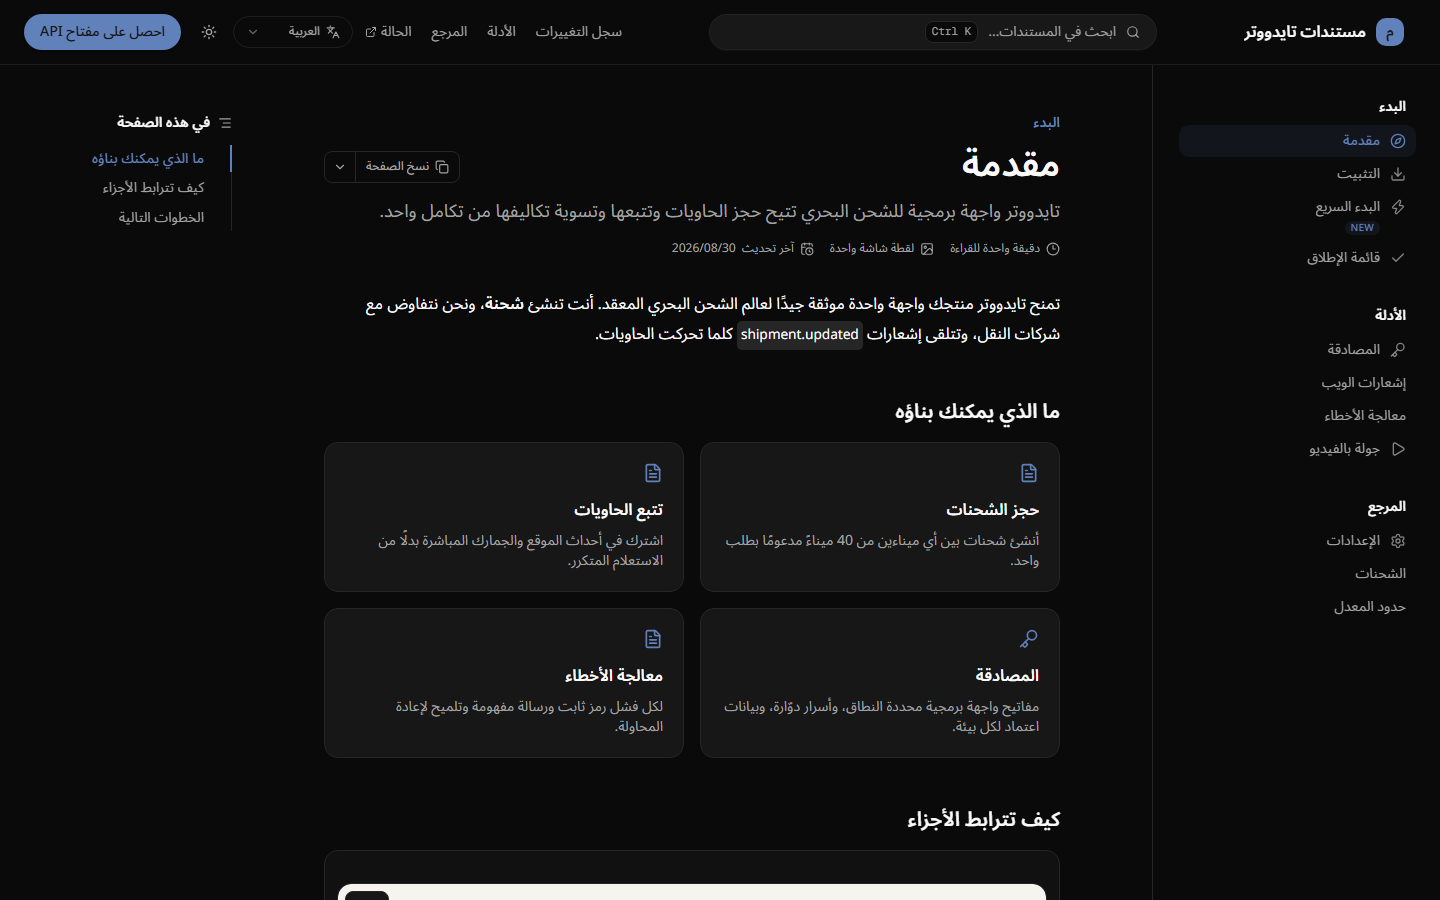 م
مستندات تايدووتر
ابحث في المستندات...
Ctrl K
سجل التغييرات
الأدلة
المرجع
الحالة
العربية
احصل على مفتاح API
البدء
مقدمة
التثبيت
البدء السريع
NEW
قائمة الإطلاق
الأدلة
المصادقة
إشعارات الويب
معالجة الأخطاء
جولة بالفيديو
المرجع
الإعدادات
الشحنات
حدود المعدل
البدء
مقدمة
نسخ الصفحة
تايدووتر واجهة برمجية للشحن البحري تتيح حجز الحاويات وتتبعها وتسوية تكاليفها من تكامل واحد.
دقيقة واحدة للقراءة
لقطة شاشة واحدة
آخر تحديث 2026/08/30
تمنح تايدووتر منتجك واجهة واحدة موثقة جيدًا لعالم الشحن البحري المعقد. أنت تنشئ شحنة، ونحن نتفاوض مع
شركات النقل، وتتلقى إشعارات shipment.updated كلما تحركت الحاويات.
ما الذي يمكنك بناؤه
حجز الشحنات
أنشئ شحنات بين أي ميناءين من 40 ميناءً مدعومًا بطلب
واحد.
تتبع الحاويات
اشترك في أحداث الموقع والجمارك المباشرة بدلًا من
الاستعلام المتكرر.
المصادقة
مفاتيح واجهة برمجية محددة النطاق، وأسرار دوّارة، وبيانات
اعتماد لكل بيئة.
معالجة الأخطاء
لكل فشل رمز ثابت ورسالة مفهومة وتلميح لإعادة
المحاولة.
كيف تترابط الأجزاء
في هذه الصفحة
ما الذي يمكنك بناؤه
كيف تترابط الأجزاء
الخطوات التالية